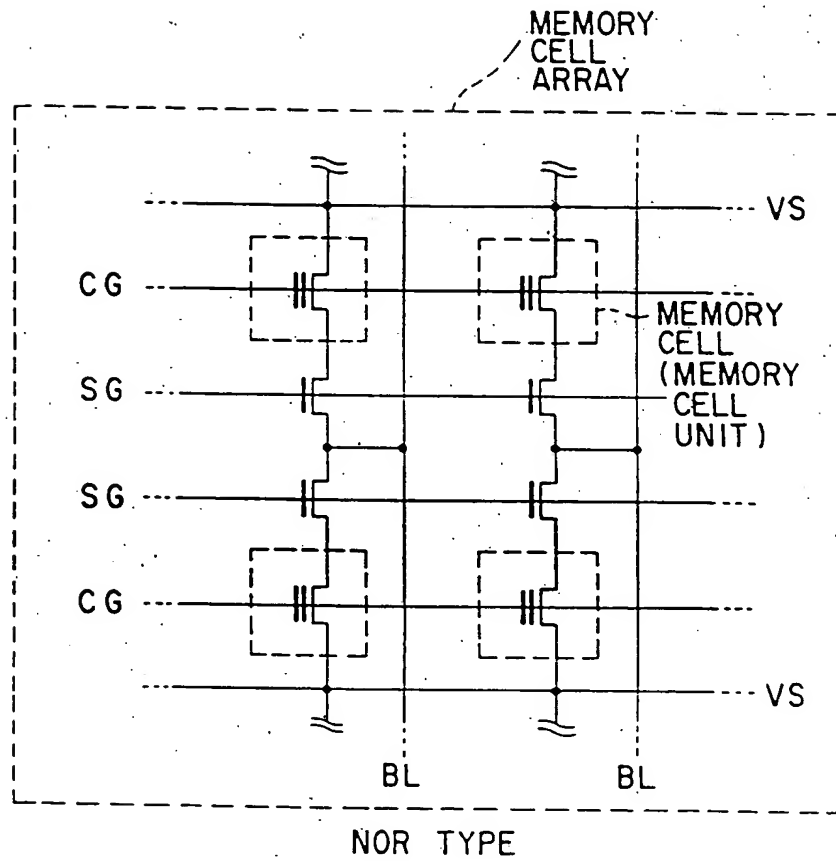 MEMORY
CELL
ARRAY
VS
CG
MEMORY
CELL
(MEMORY
CELL
UNIT)
SG
SG
CG
VS
BL
BL
NOR TYPE